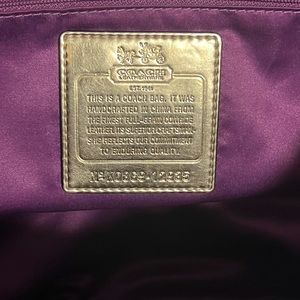 COACH
LEATHERWARE
EST. 1941
THIS IS A COACH BAG. IT WAS
HANDCRAFTED IN CHINA FROM
THE FINEST FULL-GRAIN COWHIDE
LEATHER. ITS SUPERIOR CRAFTSMAN-
SHIP REFLECTS OUR COMMITMENT
TO ENDURING QUALITY.